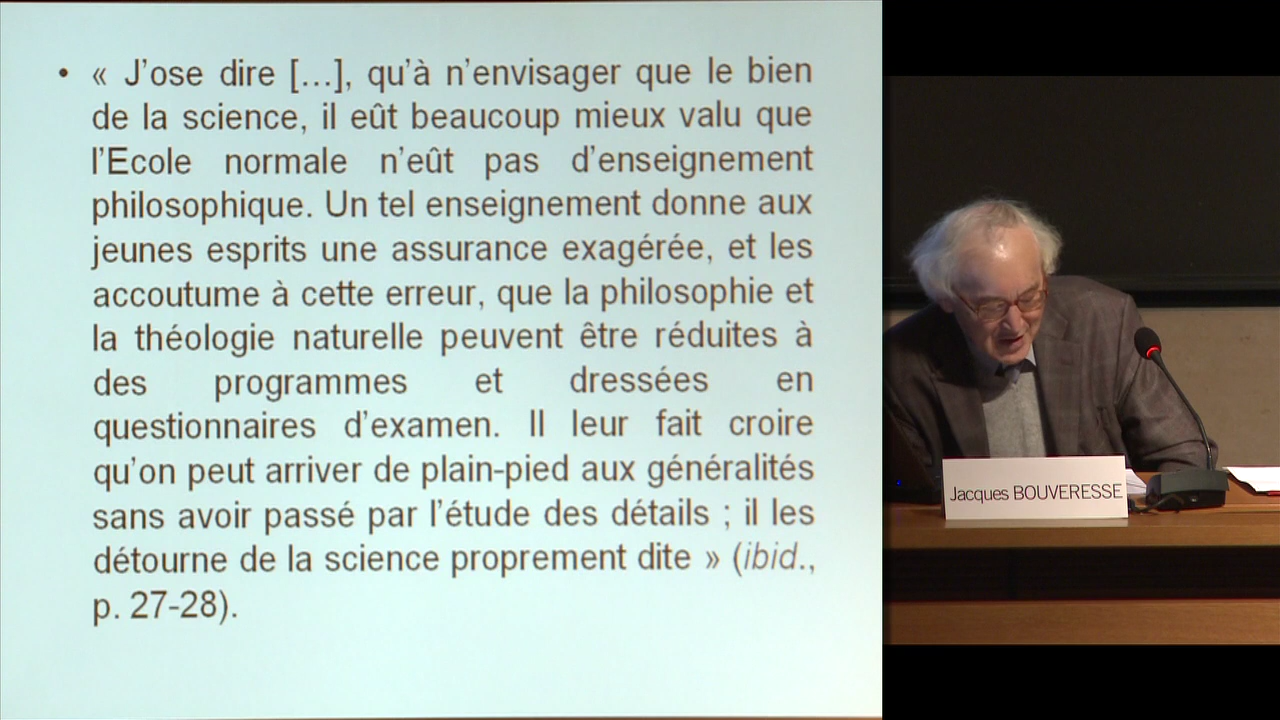 • « J’ose dire […], qu’à n’envisager que le bien
de la science, il eût beaucoup mieux valu que
l’Ecole normale n’eût pas d’enseignement
philosophique. Un tel enseignement donne aux
jeunes esprits une assurance exagérée, et les
accoutume à cette erreur, que la philosophie et
la théologie naturelle peuvent être réduites à
des programmes et dressées en
questionnaires d’examen. Il leur fait croire
qu’on peut arriver de plain-pied aux généralités
sans avoir passé par l’étude des détails ; il les
détourne de la science proprement dite » (ibid.,
p. 27-28).
Jacques BOUVERESSE